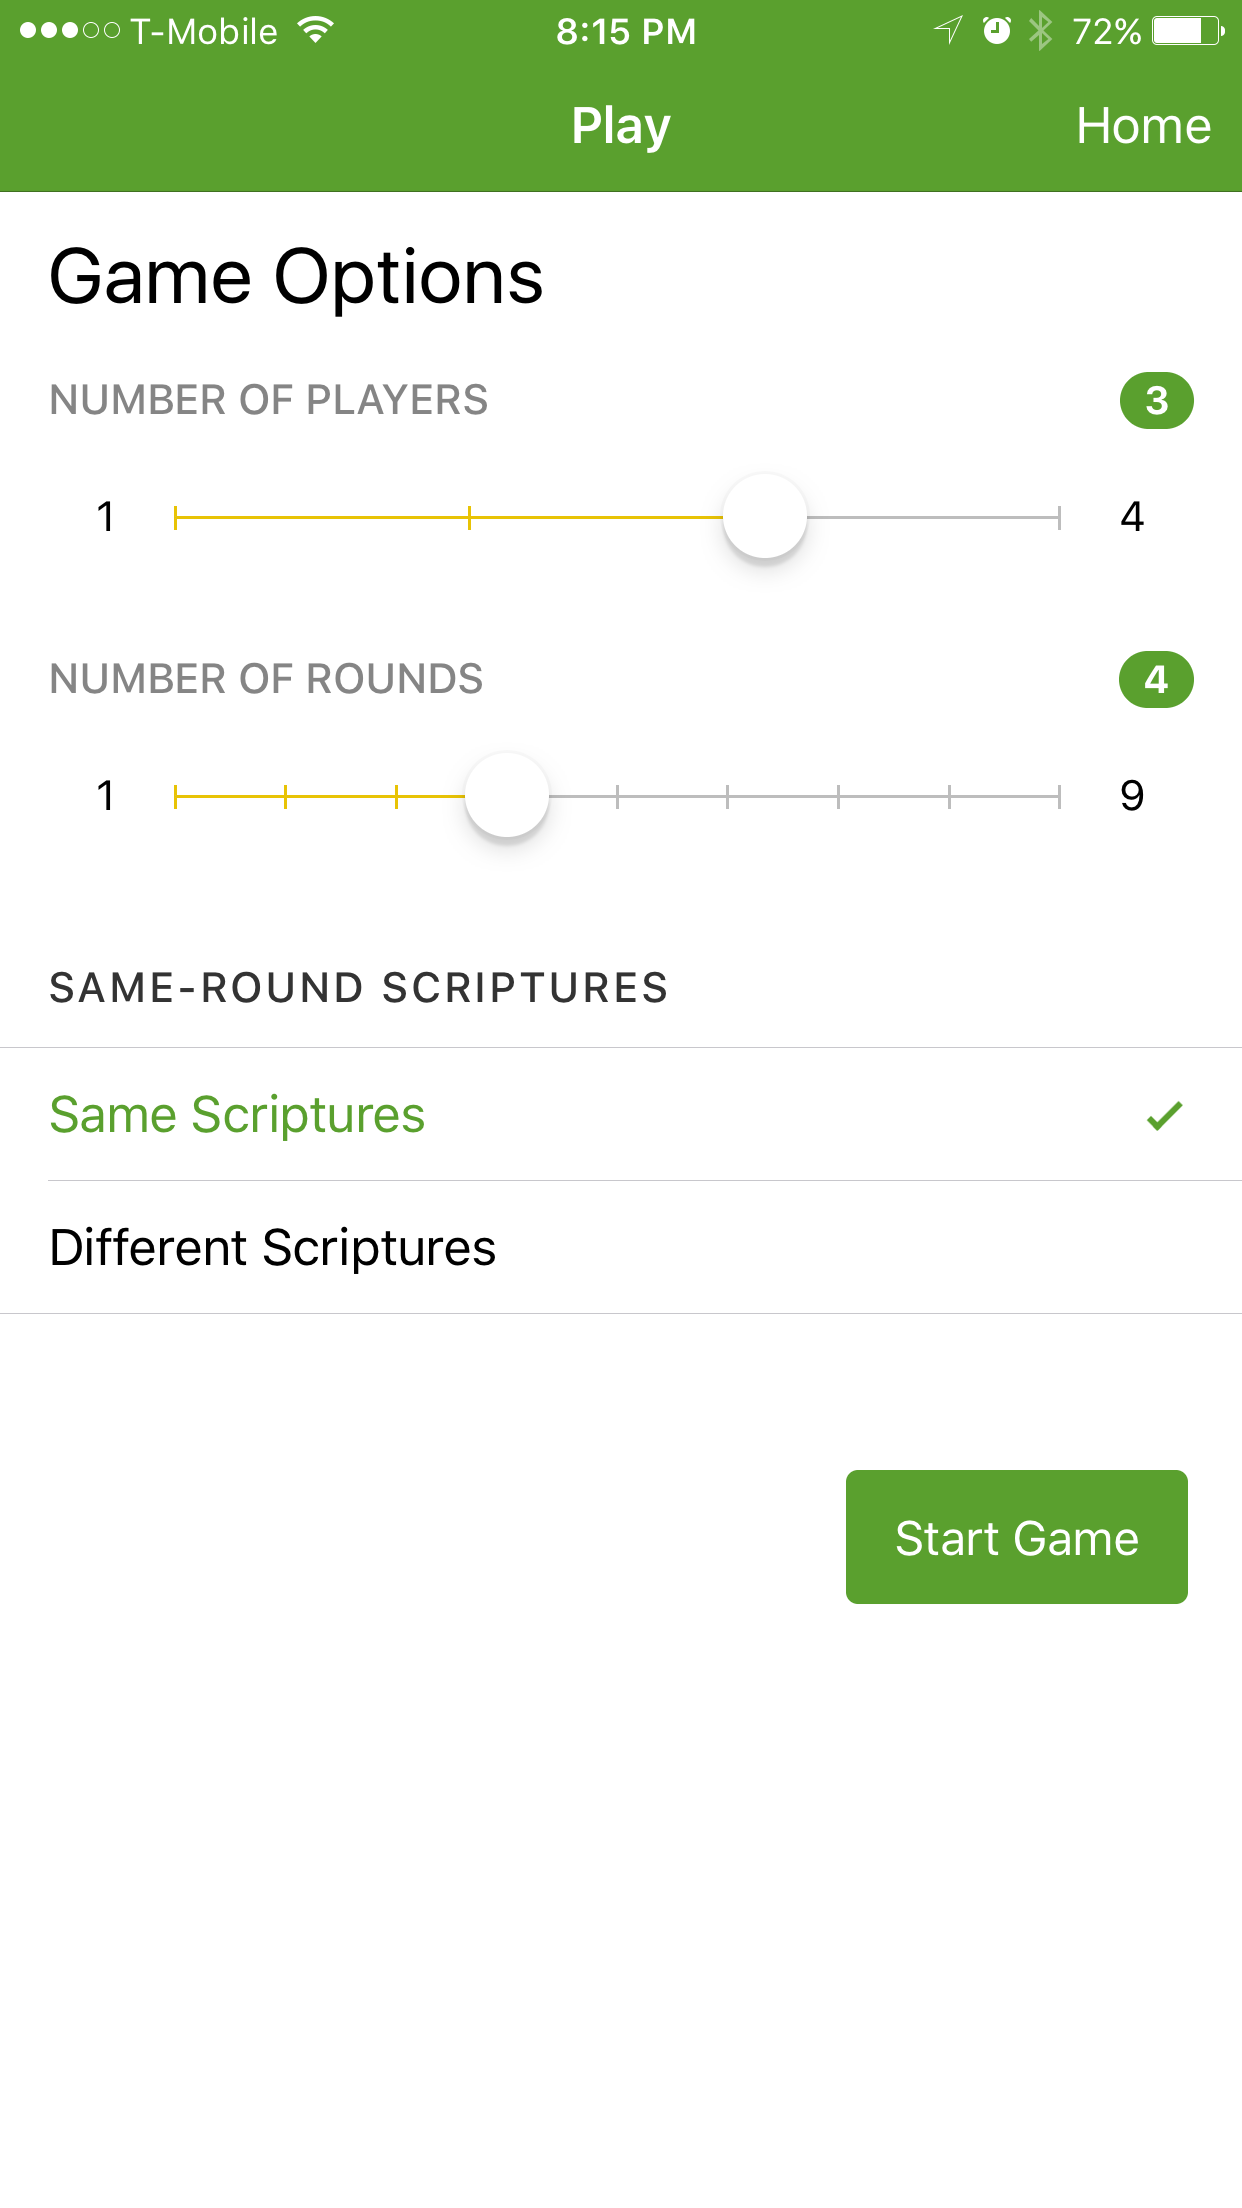 T-Mobile 8:15 PM 72%
Play Home
Game Options
NUMBER OF PLAYERS 3
1 4
NUMBER OF ROUNDS 4
1 9
SAME-ROUND SCRIPTURES
Same Scriptures
Different Scriptures
Start Game